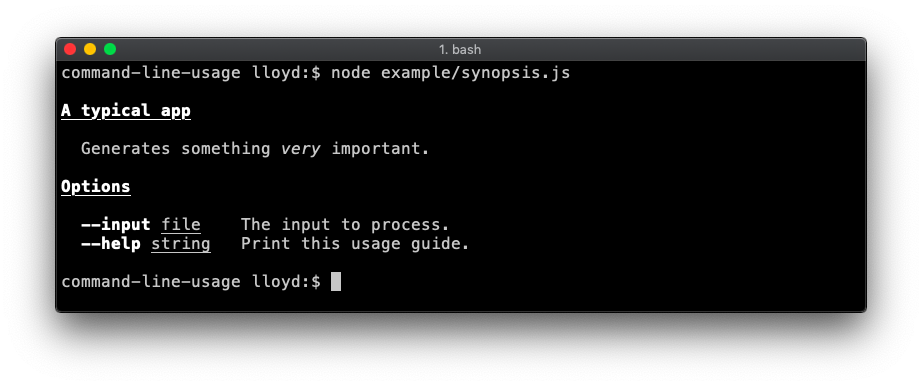 1. bash
command-line-usage lloyd:$ node example/synopsis.js
A typical app
Generates something very important.
Options
--input file The input to process.
--help string Print this usage guide.
command-line-usage lloyd:$